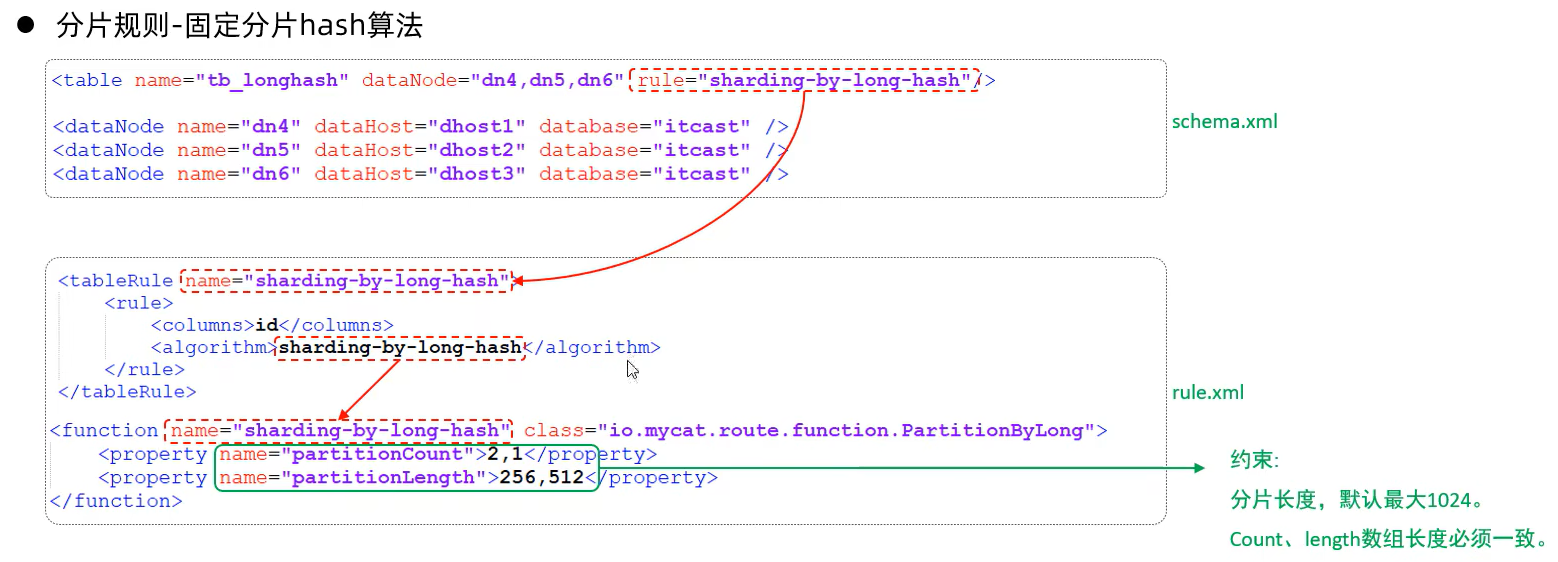 ● 分片规则-固定分片hash算法
<table name="tb_longhash" dataNode="dn4,dn5,dn6" rule="sharding-by-long-hash"/>
<dataNode name="dn4" dataHost="dhost1" database="itcast" />
<dataNode name="dn5" dataHost="dhost2" database="itcast" />
<dataNode name="dn6" dataHost="dhost3" database="itcast" />
schema.xml
<tableRule name="sharding-by-long-hash">
<rule>
<columns>id</columns>
<algorithm>sharding-by-long-hash</algorithm>
</rule>
</tableRule>
rule.xml
<function name="sharding-by-long-hash" class="io.mycat.route.function.PartitionByLong">
<property name="partitionCount">2,1</property>
<property name="partitionLength">256,512</property>
</function>
约束:
分片长度，默认最大1024。
Count、length数组长度必须一致。